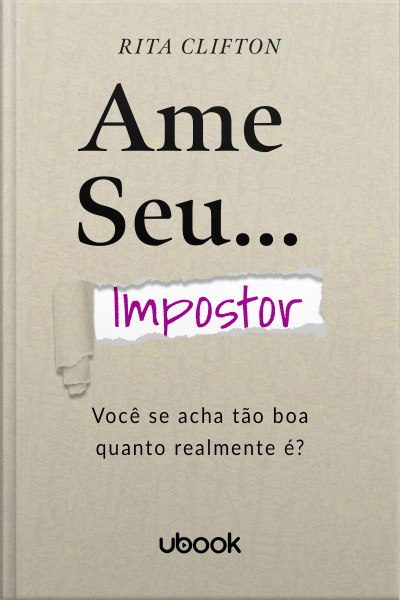 RITA CLIFTON
Ame
Seu...
Impostor
Você se acha tão boa
quanto realmente é?
ubook